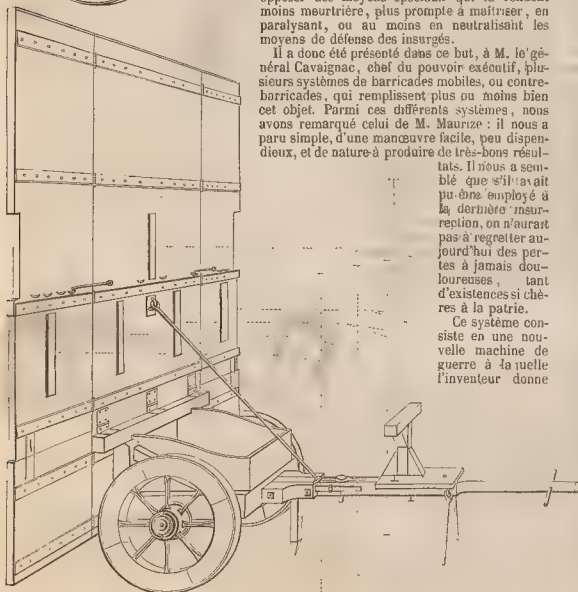 opposer des moyens spéciaux qui la rendent
moins meurtrière, plus prompte à maîtriser, en
paralysant, ou au moins en neutralisant les
moyens de défense des insurgés.
Il a donc été présenté dans ce but, à M. le gé-
néral Cavaignac, chef du pouvoir exécutif, plu-
sieurs systèmes de barricades mobiles, ou contre-
barricades, qui remplissent plus ou moins bien
cet objet. Parmi ces différents systèmes, nous
avons remarqué celui de M. Maurize : il nous a
paru simple, d'une manœuvre facile, peu dispen-
dieux, et de nature à produire de très-bons résul-
tats. Il nous a sem-
blé que s'il avait
pu être employé à
la dernière insur-
rection, on n'aurait
pas à regretter au-
jourd'hui des per-
tes à jamais dou-
loureuses, tant
d'existences si chè-
res à la patrie.
Ce système con-
siste en une nou-
velle machine de
guerre à laquelle
l'inventeur donne